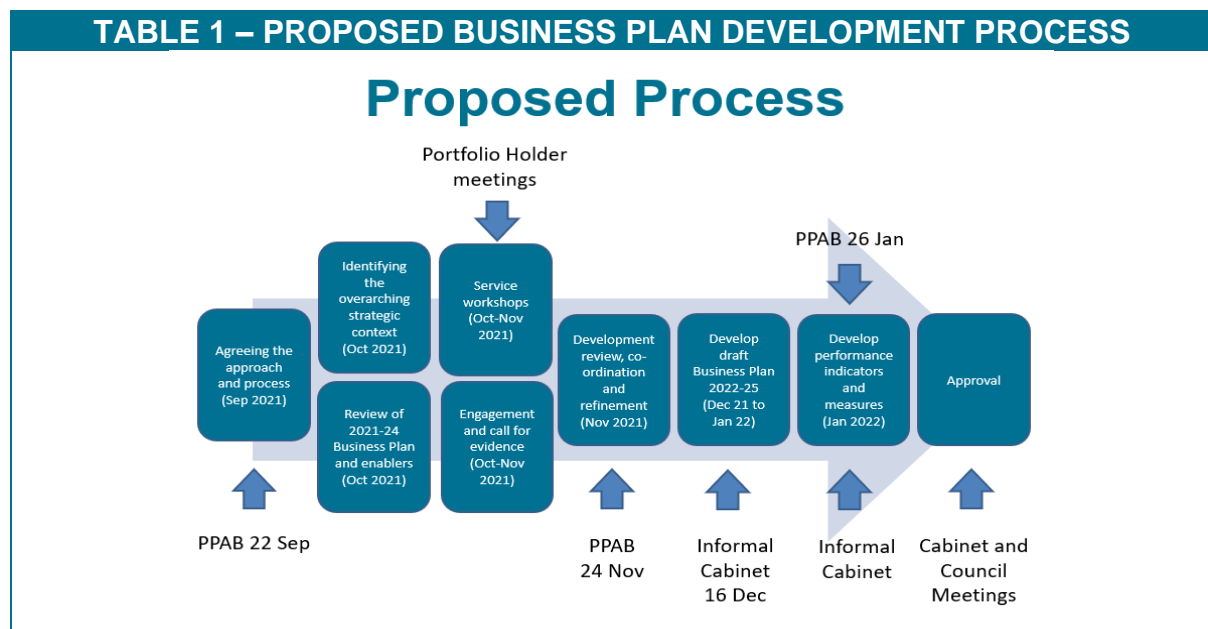 TABLE 1 – PROPOSED BUSINESS PLAN DEVELOPMENT PROCESS
Proposed Process
Portfolio Holder
meetings
PPAB 26 Jan
Agreeing the
approach
and process
(Sep 2021)
Identifying
the
overarching
strategic
context
(Oct 2021)
Review of
2021-24
Business Plan
and enablers
(Oct 2021)
Service
workshops
(Oct-Nov
2021)
Engagement
and call for
evidence
(Oct-Nov
2021)
Development
review, co-
ordination
and
refinement
(Nov 2021)
Develop
draft
Business Plan
2022-25
(Dec 21 to
Jan 22)
Develop
performance
indicators
and
measures
(Jan 2022)
Approval
PPAB 22 Sep
PPAB
24 Nov
Informal
Cabinet
16 Dec
Informal
Cabinet
Cabinet and
Council
Meetings